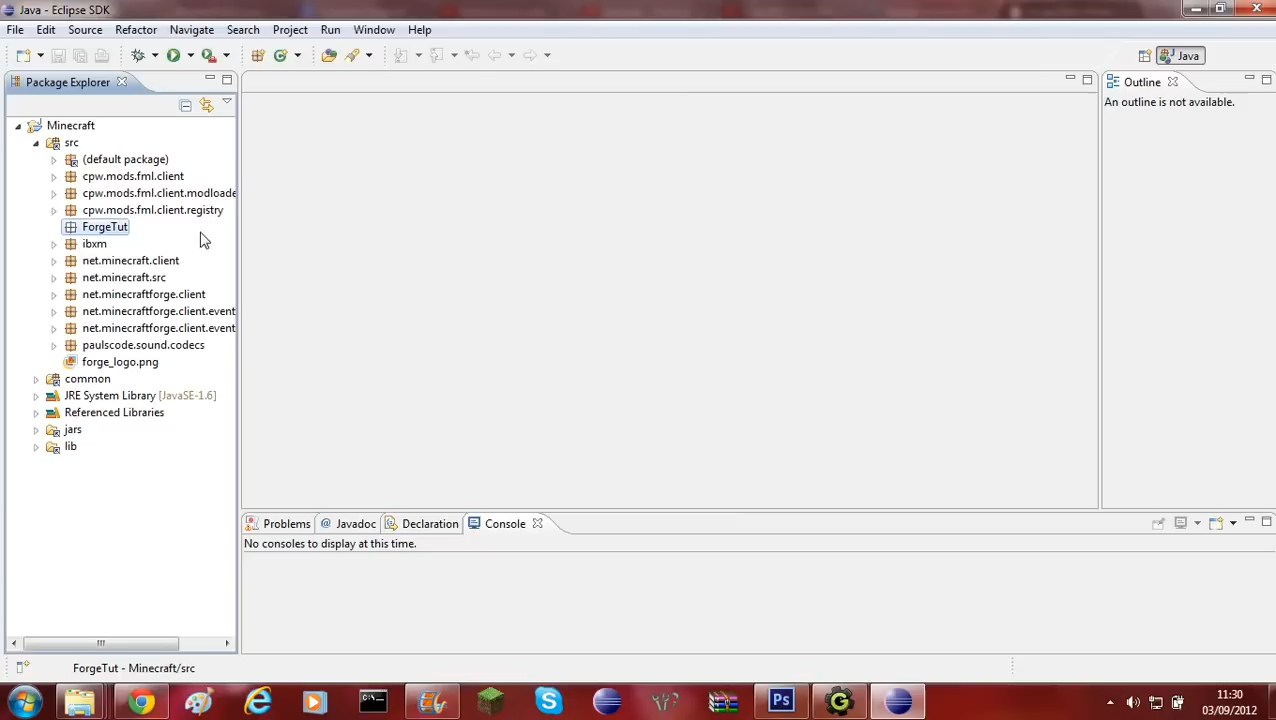 Java - Eclipse SDK
File Edit Source Refactor Navigate Search Project Run Window Help
Java
Package Explorer
Outline
An outline is not available.
Minecraft
src
(default package)
cpw.mods.fml.client
cpw.mods.fml.client.modloade
cpw.mods.fml.client.registry
ForgeTut
ibxm
net.minecraft.client
net.minecraft.src
net.minecraftforge.client
net.minecraftforge.client.event
net.minecraftforge.client.event
paulscode.sound.codecs
forge_logo.png
common
JRE System Library [JavaSE-1.6]
Referenced Libraries
jars
lib
Problems @ Javadoc Declaration Console
No consoles to display at this time.
ForgeTut - Minecraft/src
Ps
11:30
03/09/2012